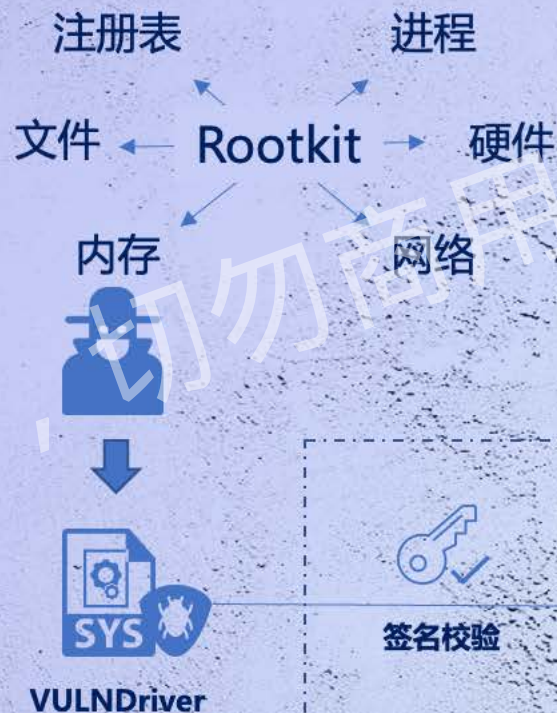 注册表 进程
文件 Rootkit 硬件
内存 网络
，切勿商用
SYS
签名校验
VULNDriver